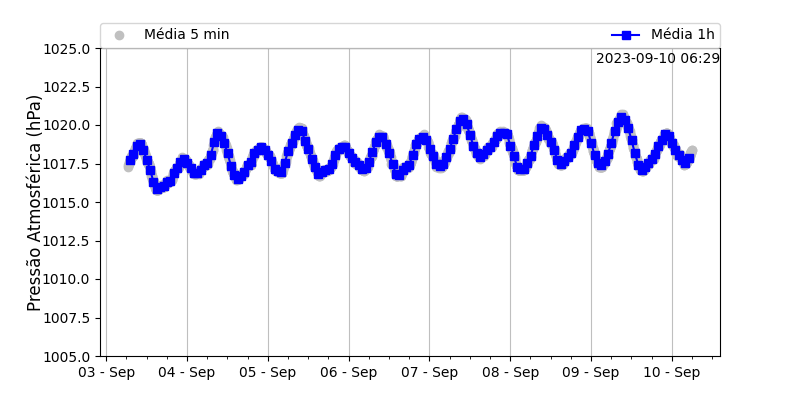 Média 5 min
Média 1h
2023-09-10 06:29
Pressão Atmosférica (hPa)
1025.0
1022.5
1020.0
1017.5
1015.0
1012.5
1010.0
1007.5
1005.0
03 - Sep
04 - Sep
05 - Sep
06 - Sep
07 - Sep
08 - Sep
09 - Sep
10 - Sep